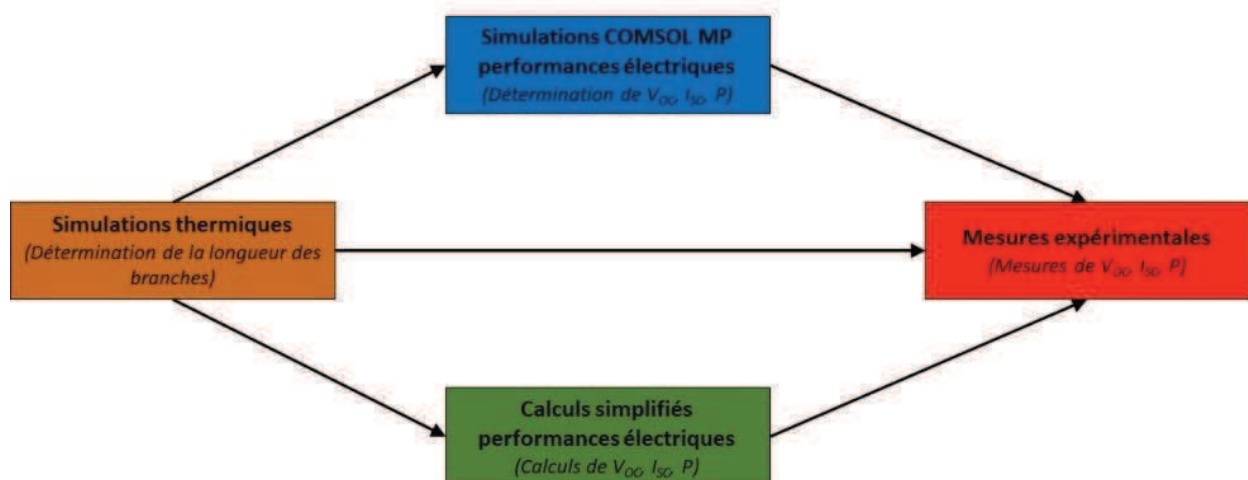 Simulations COMSOL MP
performances électriques
(Détermination de V_OC, I_SC, P)
Simulations thermiques
(Détermination de la longueur des
branches)
Mesures expérimentales
(Mesures de V_OC, I_SC, P)
Calculs simplifiés
performances électriques
(Calculs de V_OC, I_SC, P)